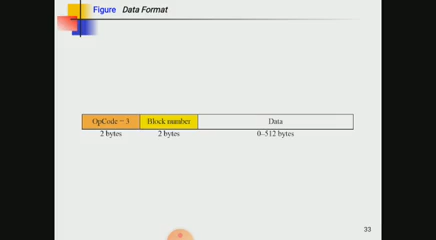 Figure Data Format
OpCode = 3 Block number Data
2 bytes 2 bytes 0–512 bytes
33